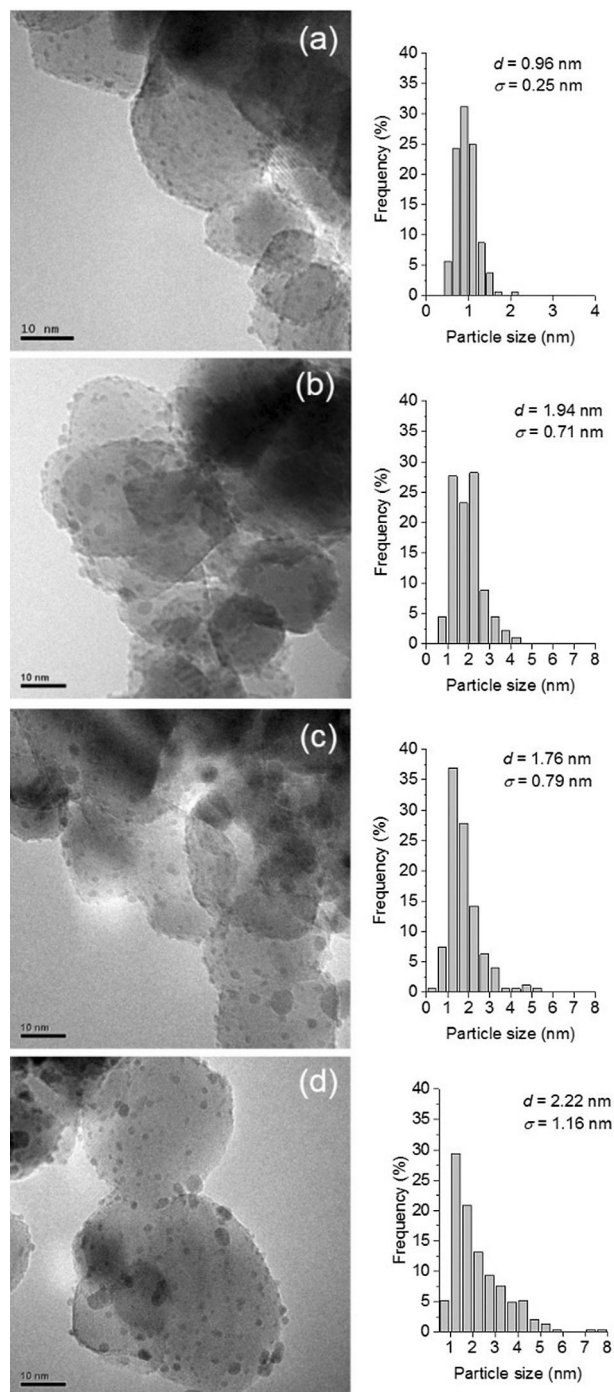 (a)
10 nm
d = 0.96 nm
σ = 0.25 nm
Frequency (%)
40
35
30
25
20
15
10
5
0
0 1 2 3 4
Particle size (nm)
(b)
10 nm
d = 1.94 nm
σ = 0.71 nm
Frequency (%)
40
35
30
25
20
15
10
5
0
0 1 2 3 4 5 6 7 8
Particle size (nm)
(c)
10 nm
d = 1.76 nm
σ = 0.79 nm
Frequency (%)
40
35
30
25
20
15
10
5
0
0 1 2 3 4 5 6 7 8
Particle size (nm)
(d)
10 nm
d = 2.22 nm
σ = 1.16 nm
Frequency (%)
40
35
30
25
20
15
10
5
0
1 2 3 4 5 6 7 8
Particle size (nm)